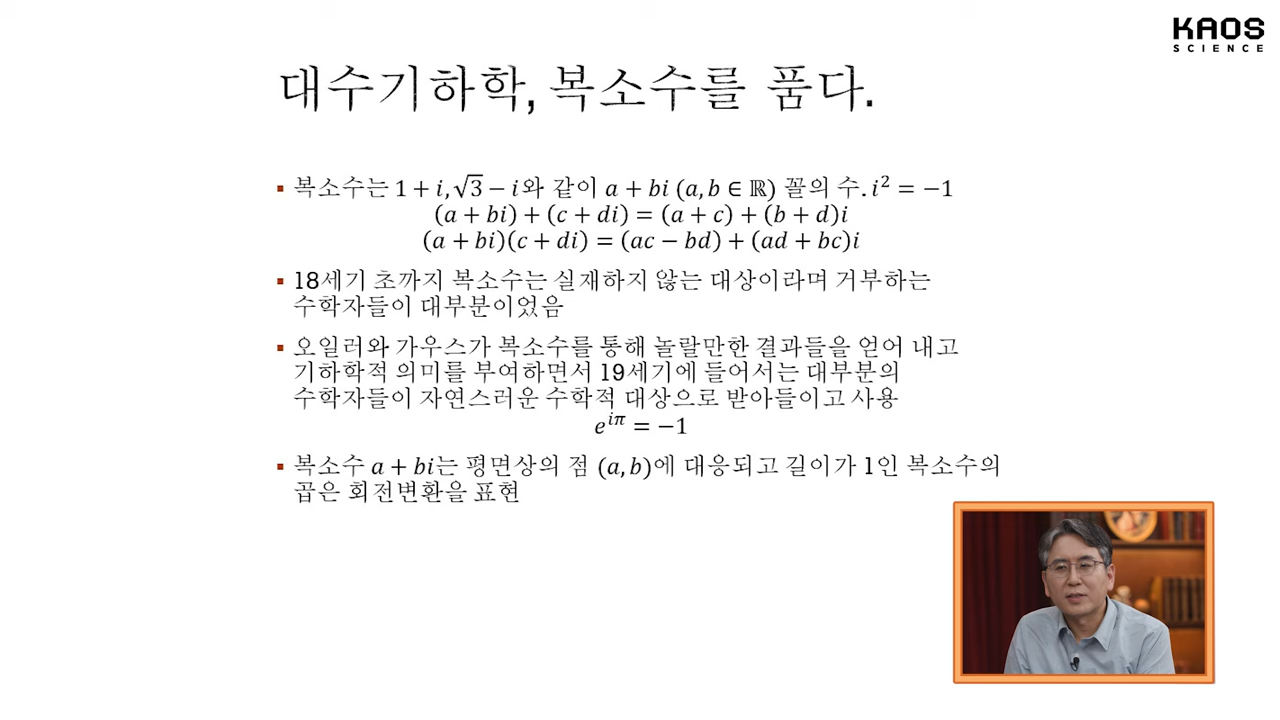 KAOS
SCIENCE
대수기하학, 복소수를 품다.
▪ 복소수는 1 + i, √3 − i와 같이 a + bi (a, b ∈ ℝ) 꼴의 수. i² = −1
(a + bi) + (c + di) = (a + c) + (b + d)i
(a + bi)(c + di) = (ac − bd) + (ad + bc)i
▪ 18세기 초까지 복소수는 실재하지 않는 대상이라며 거부하는
수학자들이 대부분이었음
▪ 오일러와 가우스가 복소수를 통해 놀랄만한 결과들을 얻어 내고
기하학적 의미를 부여하면서 19세기에 들어서는 대부분의
수학자들이 자연스러운 수학적 대상으로 받아들이고 사용
e^{iπ} = −1
▪ 복소수 a + bi는 평면상의 점 (a, b)에 대응되고 길이가 1인 복소수의
곱은 회전변환을 표현